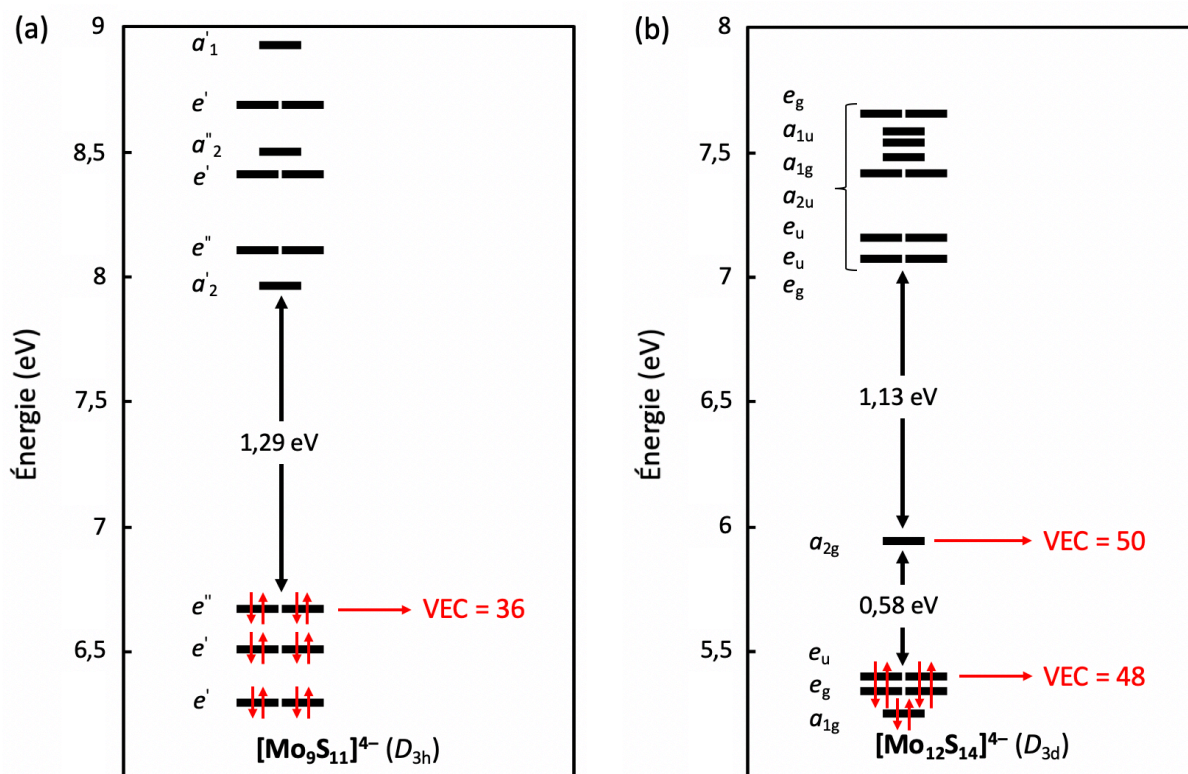 (a)
Énergie (eV)
9
8,5
8
7,5
7
6,5
a'1
e'
a"2
e'
e"
a'2
1,29 eV
e"
VEC = 36
e'
e'
[Mo9S11]4– (D3h)
(b)
Énergie (eV)
8
7,5
7
6,5
6
5,5
eg
a1u
a1g
a2u
eu
eu
eg
1,13 eV
a2g
VEC = 50
0,58 eV
eu
VEC = 48
eg
a1g
[Mo12S14]4– (D3d)